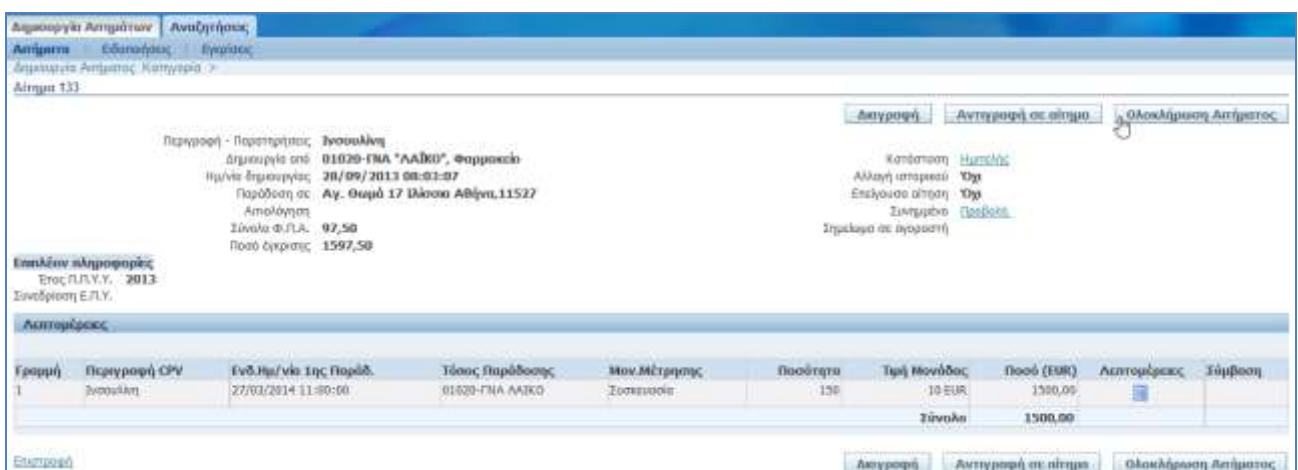 Δημιουργία Αιτημάτων Αναζητήσεις
Αιτήματα Ειδοποιήσεις Εγκρίσεις
Δημιουργία Αιτήματος: Κατηγορία >
Αίτημα 133
Διαγραφή Αντιγραφή σε αίτημα Ολοκλήρωση Αιτήματος
Περιγραφή - Παρατηρήσεις Ινσουλίνη
Δημιουργία από 01020-ΓΝΑ "ΛΑΪΚΟ", Φαρμακείο Κατάσταση Ημιτελής
Ημ/νία δημιουργίας 28/09/2013 08:03:07 Αλλαγή ιστορικού Όχι
Παράδοση σε Αγ. Θωμά 17 Ιλίσσια Αθήνα,11527 Επείγουσα αίτηση Όχι
Αιτιολόγηση Συνημμένο Προβολή
Σύνολο Φ.Π.Α. 97,50 Σημείωμα σε αγοραστή
Ποσό έγκρισης 1597,50
Επιπλέον πληροφορίες
Έτος Π.Π.Υ.Υ. 2013
Συνεδρίαση Ε.Π.Υ.
Λεπτομέρειες
Γραμμή Περιγραφή CPV Ενδ.Ημ/νία 1ης Παράδ. Τόπος Παράδοσης Μον.Μέτρησης Ποσότητα Τιμή Μονάδος Ποσό (EUR) Λεπτομέρειες Σύμβαση
1 Ινσουλίνη 27/03/2014 11:00:00 01020-ΓΝΑ ΛΑΪΚΟ Συσκευασία 150 10 EUR 1500,00
Σύνολο 1500,00
Επιστροφή Διαγραφή Αντιγραφή σε αίτημα Ολοκλήρωση Αιτήματος